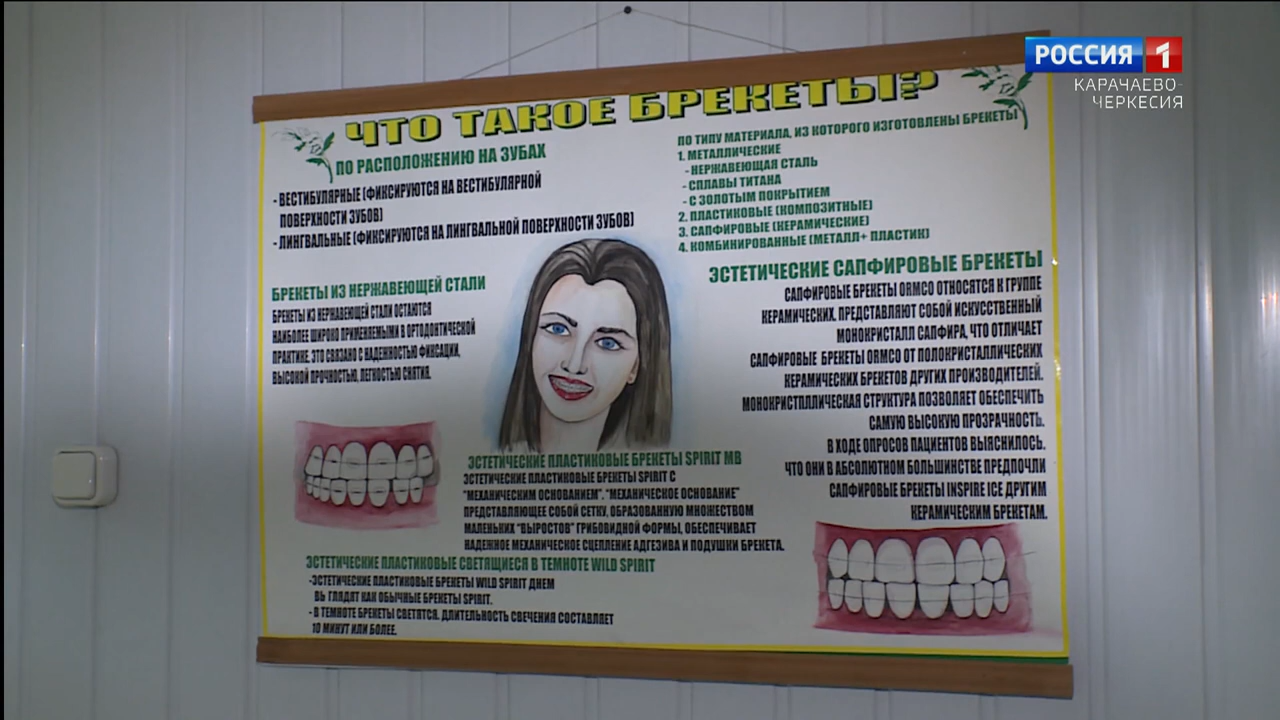 РОССИЯ 1
КАРАЧАЕВО-
ЧЕРКЕСИЯ
ЧТО ТАКОЕ БРЕКЕТЫ?
ПО РАСПОЛОЖЕНИЮ НА ЗУБАХ
- ВЕСТИБУЛЯРНЫЕ (ФИКСИРУЮТСЯ НА ВЕСТИБУЛЯРНОЙ
ПОВЕРХНОСТИ ЗУБОВ)
- ЛИНГВАЛЬНЫЕ (ФИКСИРУЮТСЯ НА ЛИНГВАЛЬНОЙ ПОВЕРХНОСТИ ЗУБОВ)
ПО ТИПУ МАТЕРИАЛА, ИЗ КОТОРОГО ИЗГОТОВЛЕНЫ БРЕКЕТЫ
1. МЕТАЛЛИЧЕСКИЕ
- НЕРЖАВЕЮЩАЯ СТАЛЬ
- СПЛАВЫ ТИТАНА
- С ЗОЛОТЫМ ПОКРЫТИЕМ
2. ПЛАСТИКОВЫЕ (КОМПОЗИТНЫЕ)
3. САПФИРОВЫЕ (КЕРАМИЧЕСКИЕ)
4. КОМБИНИРОВАННЫЕ (МЕТАЛЛ+ ПЛАСТИК)
БРЕКЕТЫ ИЗ НЕРЖАВЕЮЩЕЙ СТАЛИ
БРЕКЕТЫ ИЗ НЕРЖАВЕЮЩЕЙ СТАЛИ ОСТАЮТСЯ
НАИБОЛЕЕ ШИРОКО ПРИМЕНЯЕМЫМИ В ОРТОДОНТИЧЕСКОЙ
ПРАКТИКЕ. ЭТО СВЯЗАНО С НАДЕЖНОСТЬЮ ФИКСАЦИИ,
ВЫСОКОЙ ПРОЧНОСТЬЮ, ЛЕГКОСТЬЮ СНЯТИЯ.
ЭСТЕТИЧЕСКИЕ САПФИРОВЫЕ БРЕКЕТЫ
САПФИРОВЫЕ БРЕКЕТЫ ORMCO ОТНОСЯТСЯ К ГРУППЕ
КЕРАМИЧЕСКИХ. ПРЕДСТАВЛЯЮТ СОБОЙ ИСКУССТВЕННЫЙ
МОНОКРИСТАЛЛ САПФИРА, ЧТО ОТЛИЧАЕТ
САПФИРОВЫЕ БРЕКЕТЫ ORMCO ОТ ПОЛОКРИСТАЛЛИЧЕСКИХ
КЕРАМИЧЕСКИХ БРЕКЕТОВ ДРУГИХ ПРОИЗВОДИТЕЛЕЙ.
МОНОКРИСТПЛЛИЧЕСКАЯ СТРУКТУРА ПОЗВОЛЯЕТ ОБЕСПЕЧИТЬ
САМУЮ ВЫСОКУЮ ПРОЗРАЧНОСТЬ.
В ХОДЕ ОПРОСОВ ПАЦИЕНТОВ ВЫЯСНИЛОСЬ.
ЧТО ОНИ В АБСОЛЮТНОМ БОЛЬШИНСТВЕ ПРЕДПОЧЛИ
САПФИРОВЫЕ БРЕКЕТЫ INSPIRE ICE ДРУГИМ
КЕРАМИЧЕСКИМ БРЕКЕТАМ.
ЭСТЕТИЧЕСКИЕ ПЛАСТИКОВЫЕ БРЕКЕТЫ SPIRIT MB
ЭСТЕТИЧЕСКИЕ ПЛАСТИКОВЫЕ БРЕКЕТЫ SPIRIT С
"МЕХАНИЧЕСКИМ ОСНОВАНИЕМ". "МЕХАНИЧЕСКОЕ ОСНОВАНИЕ"
ПРЕДСТАВЛЯЮЩЕЕ СОБОЙ СЕТКУ, ОБРАЗОВАННУЮ МНОЖЕСТВОМ
МАЛЕНЬКИХ "ВЫРОСТОВ" ГРИБОВИДНОЙ ФОРМЫ, ОБЕСПЕЧИВАЕТ
НАДЕЖНОЕ МЕХАНИЧЕСКОЕ СЦЕПЛЕНИЕ АДГЕЗИВА И ПОДУШКИ БРЕКЕТА.
ЭСТЕТИЧЕСКИЕ ПЛАСТИКОВЫЕ СВЕТЯЩИЕСЯ В ТЕМНОТЕ WILD SPIRIT
-ЭСТЕТИЧЕСКИЕ ПЛАСТИКОВЫЕ БРЕКЕТЫ WILD SPIRIT ДНЕМ
ВЬ ГЛЯДЯТ КАК ОБЫЧНЫЕ БРЕКЕТЫ SPIRIT.
- В ТЕМНОТЕ БРЕКЕТЫ СВЕТЯТСЯ. ДЛИТЕЛЬНОСТЬ СВЕЧЕНИЯ СОСТАВЛЯЕТ
10 МИНУТ ИЛИ БОЛЕЕ.